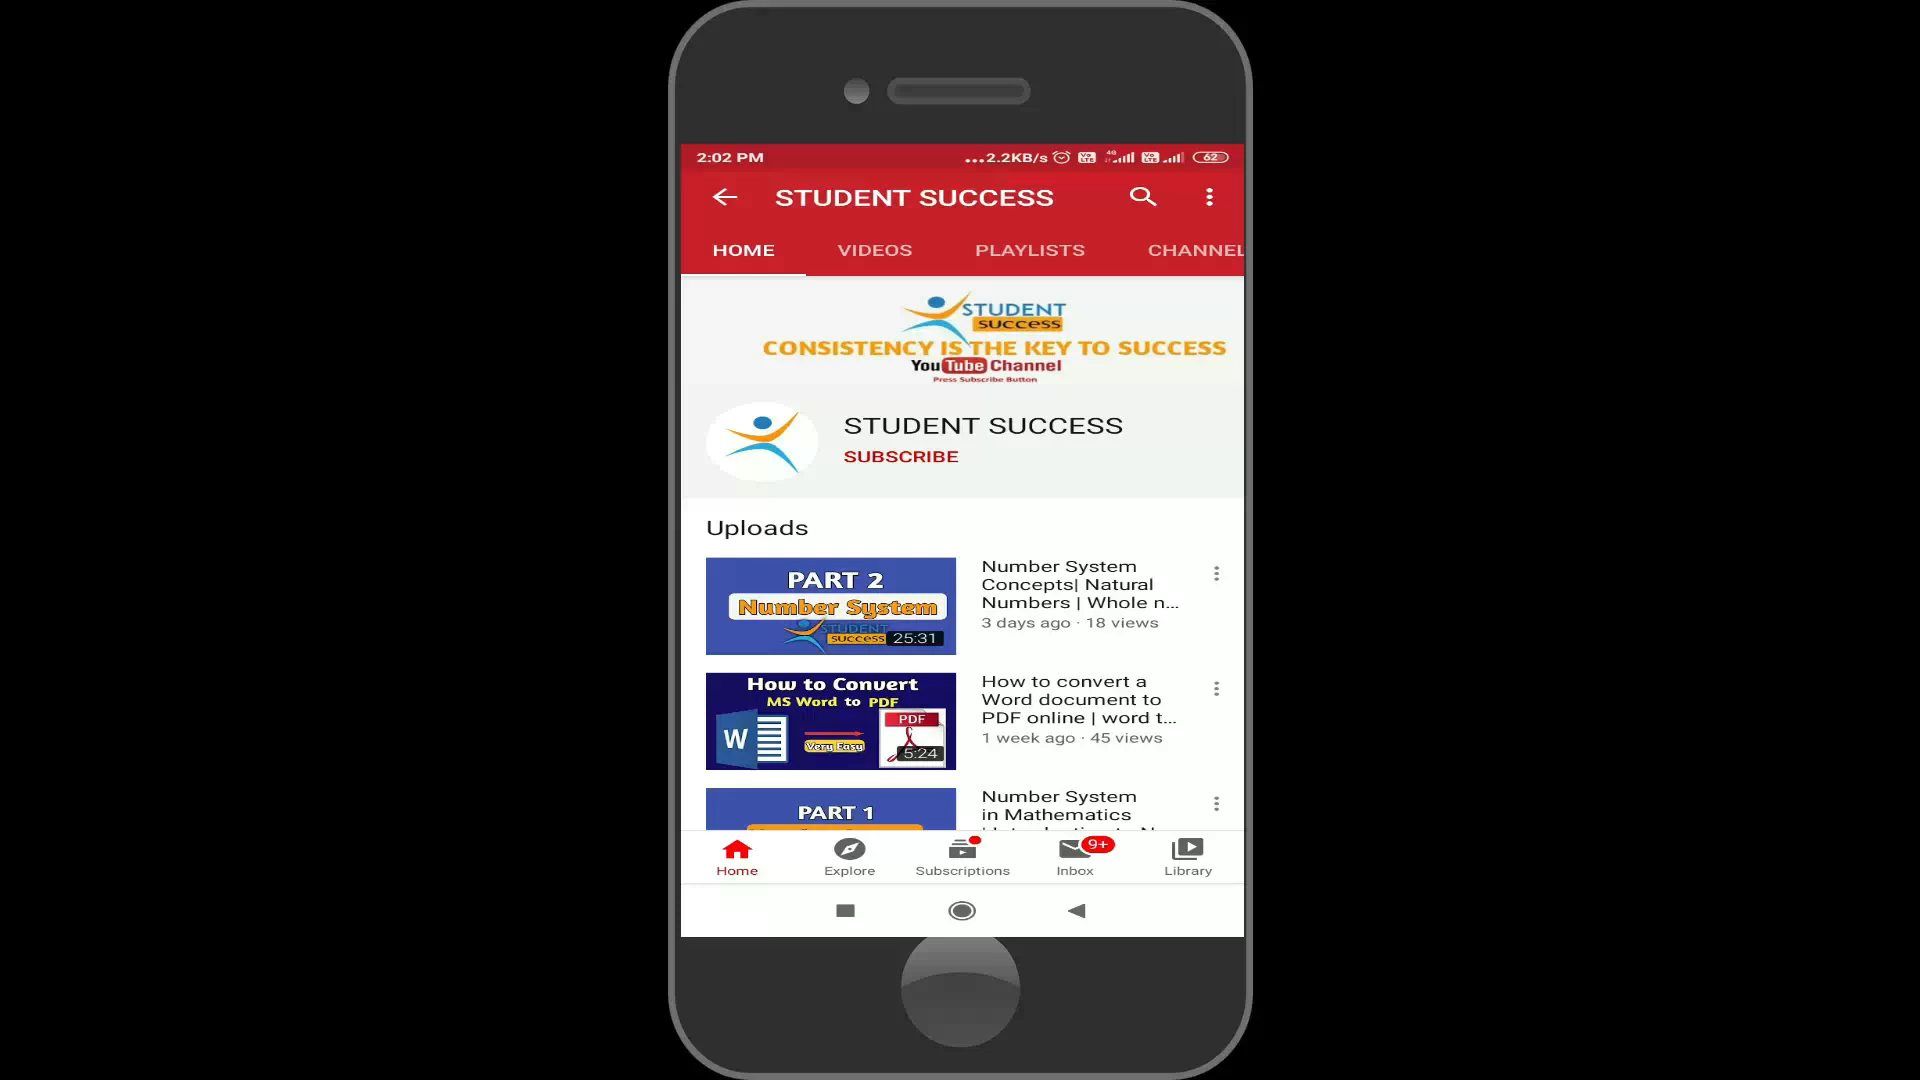 2:02 PM
...2.2KB/s 4G 62
STUDENT SUCCESS
HOME VIDEOS PLAYLISTS CHANNEL
STUDENT
SUCCESS
CONSISTENCY IS THE KEY TO SUCCESS
YouTube Channel
Press Subscribe Button
STUDENT SUCCESS
SUBSCRIBE
Uploads
PART 2
Number System
STUDENT
SUCCESS 25:31
Number System
Concepts| Natural
Numbers | Whole n...
3 days ago · 18 views
How to Convert
MS Word to PDF
W
Very Easy
PDF
5:24
How to convert a
Word document to
PDF online | word t...
1 week ago · 45 views
PART 1
Number System
in Mathematics
9+
Home Explore Subscriptions Inbox Library